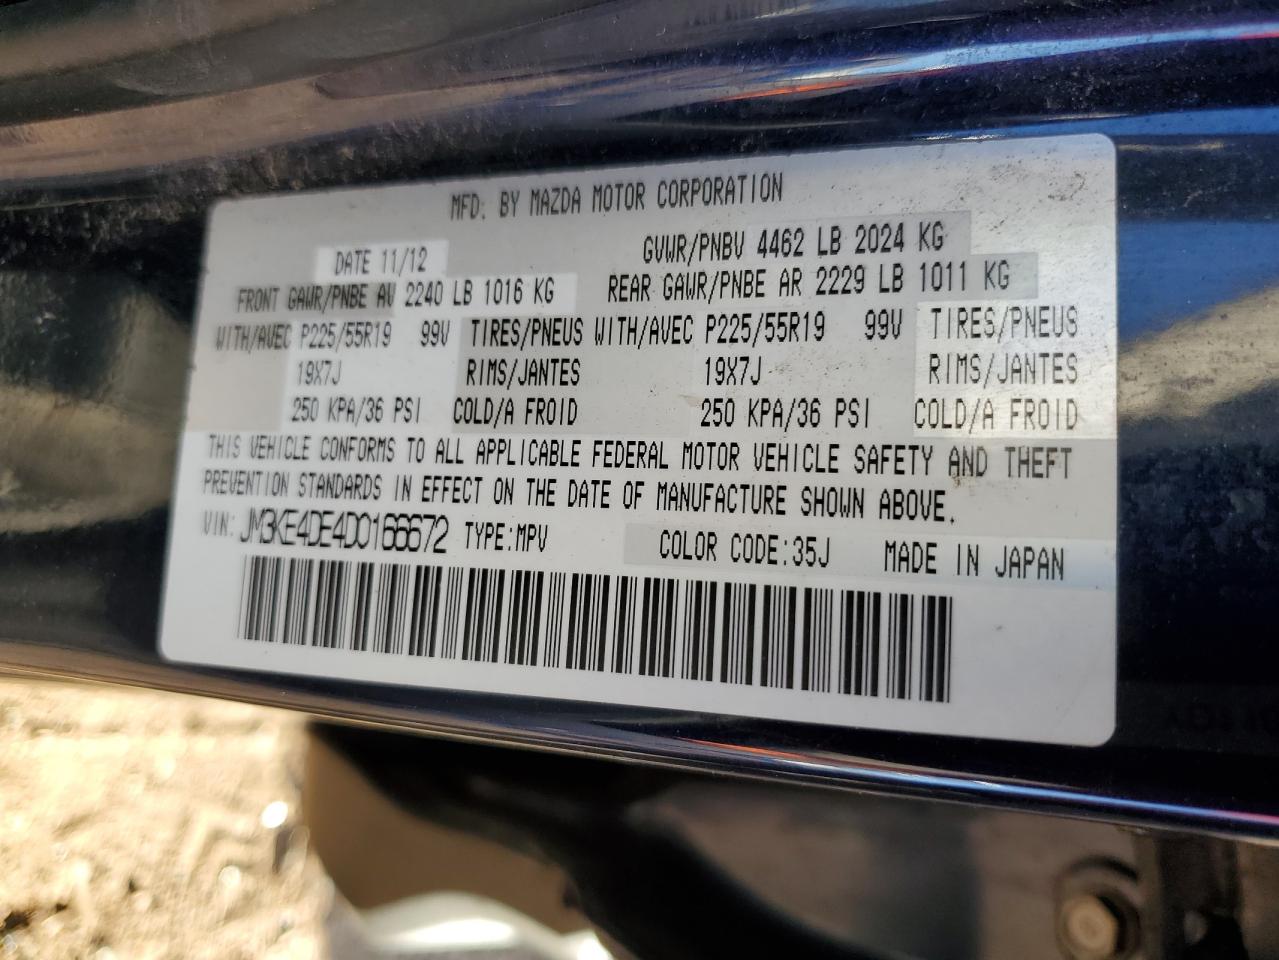 MFD. BY MAZDA MOTOR CORPORATION
DATE 11/12 GVWR/PNBV 4462 LB 2024 KG
FRONT GAWR/PNBE AV 2240 LB 1016 KG REAR GAWR/PNBE AR 2229 LB 1011 KG
WITH/AVEC P225/55R19 99V TIRES/PNEUS WITH/AVEC P225/55R19 99V TIRES/PNEUS
19X7J RIMS/JANTES 19X7J RIMS/JANTES
250 KPA/36 PSI COLD/A FROID 250 KPA/36 PSI COLD/A FROID
THIS VEHICLE CONFORMS TO ALL APPLICABLE FEDERAL MOTOR VEHICLE SAFETY AND THEFT
PREVENTION STANDARDS IN EFFECT ON THE DATE OF MANUFACTURE SHOWN ABOVE.
VIN: JM3KE4DE4D0166672 TYPE:MPV COLOR CODE:35J MADE IN JAPAN